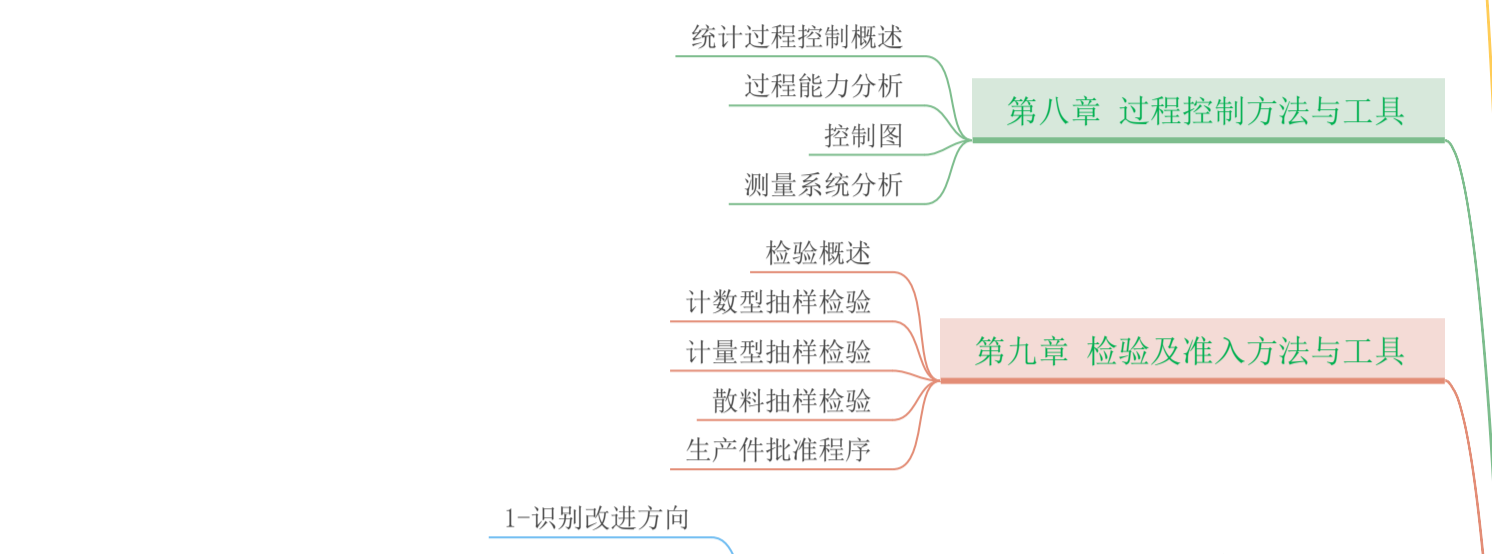 统计过程控制概述
过程能力分析
控制图
测量系统分析
第八章 过程控制方法与工具
检验概述
计数型抽样检验
计量型抽样检验
散料抽样检验
生产件批准程序
第九章 检验及准入方法与工具
1-识别改进方向